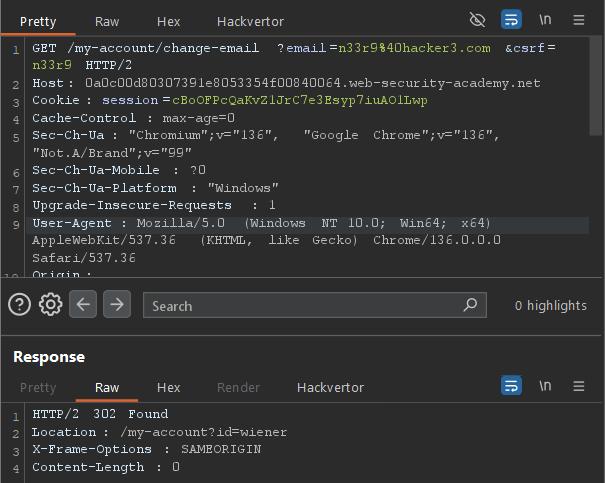 Pretty Raw Hex Hackvertor \n
1 GET /my-account/change-email ?email=n33r9%40hacker3.com &csrf=
n33r9 HTTP/2
2 Host: 0a0c00d80307391e8053354f00840064.web-security-academy.net
3 Cookie: session=cBoOFPcQaKvZ1JrC7e3Esyp7iuAO1Lwp
4 Cache-Control: max-age=0
5 Sec-Ch-Ua: "Chromium";v="136", "Google Chrome";v="136",
"Not.A/Brand";v="99"
6 Sec-Ch-Ua-Mobile: ?0
7 Sec-Ch-Ua-Platform: "Windows"
8 Upgrade-Insecure-Requests: 1
9 User-Agent: Mozilla/5.0 (Windows NT 10.0; Win64; x64)
AppleWebKit/537.36 (KHTML, like Gecko) Chrome/136.0.0.0
Safari/537.36
10 Origin:
? Search 0 highlights
Response
Pretty Raw Hex Render Hackvertor \n
1 HTTP/2 302 Found
2 Location: /my-account?id=wiener
3 X-Frame-Options: SAMEORIGIN
4 Content-Length: 0